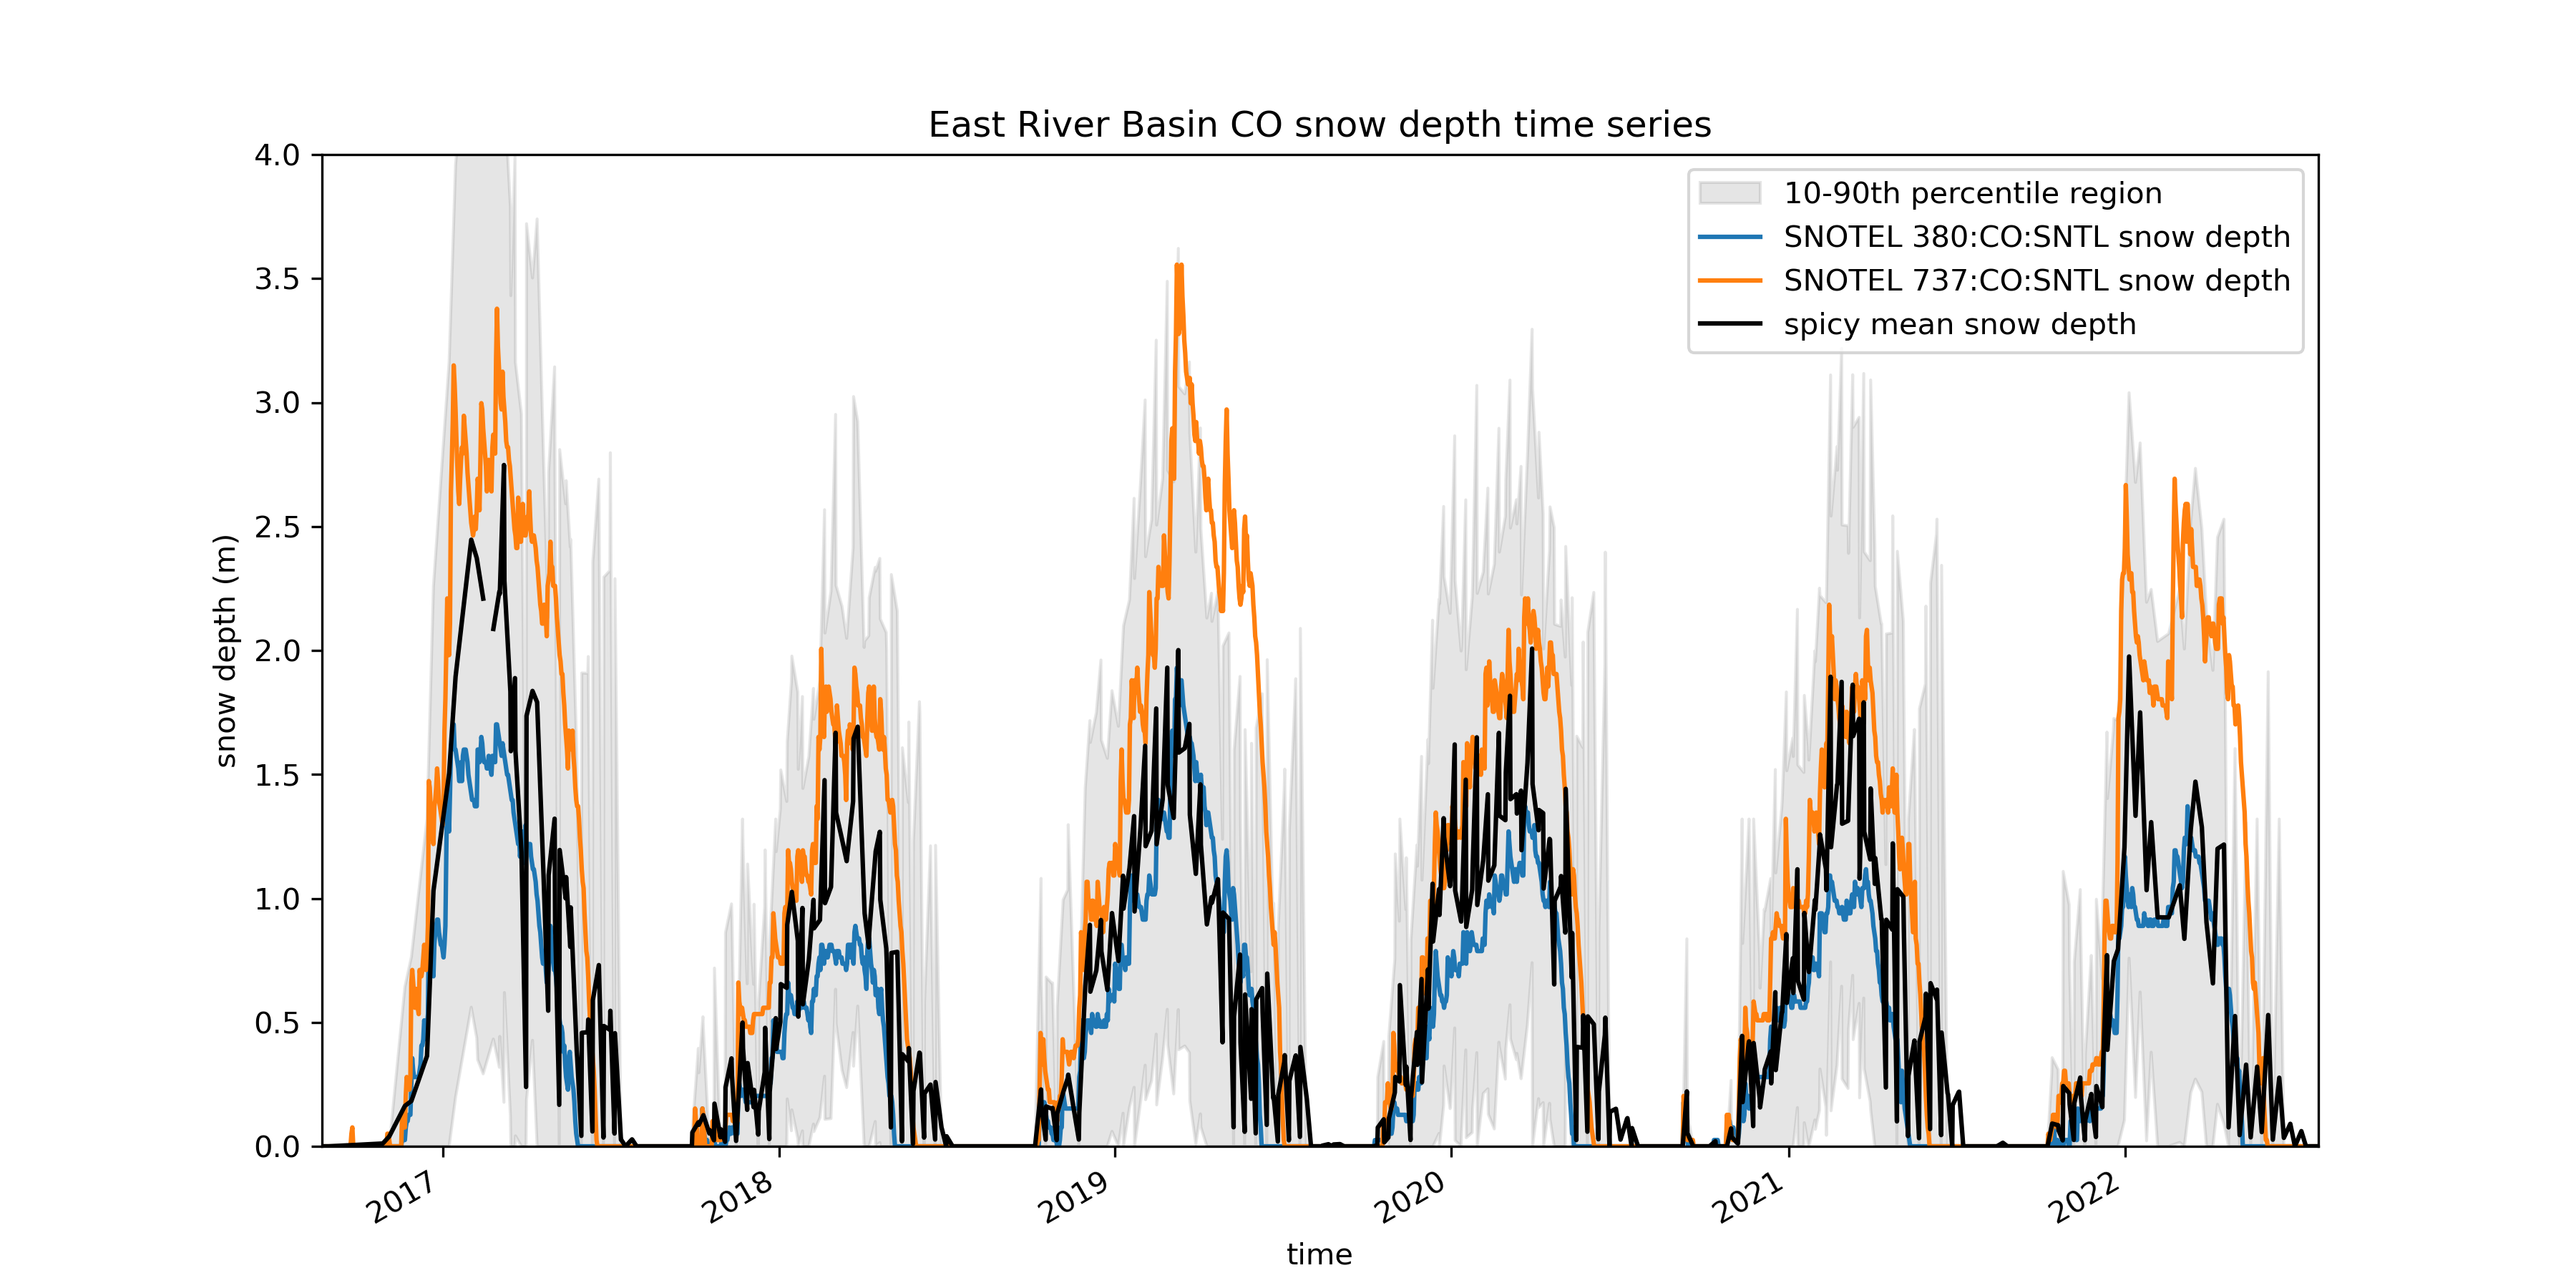 East River Basin CO snow depth time series
4.0
3.5
3.0
2.5
2.0
1.5
1.0
0.5
0.0
snow depth (m)
10-90th percentile region
SNOTEL 380:CO:SNTL snow depth
SNOTEL 737:CO:SNTL snow depth
spicy mean snow depth
2017
2018
2019
2020
2021
2022
time